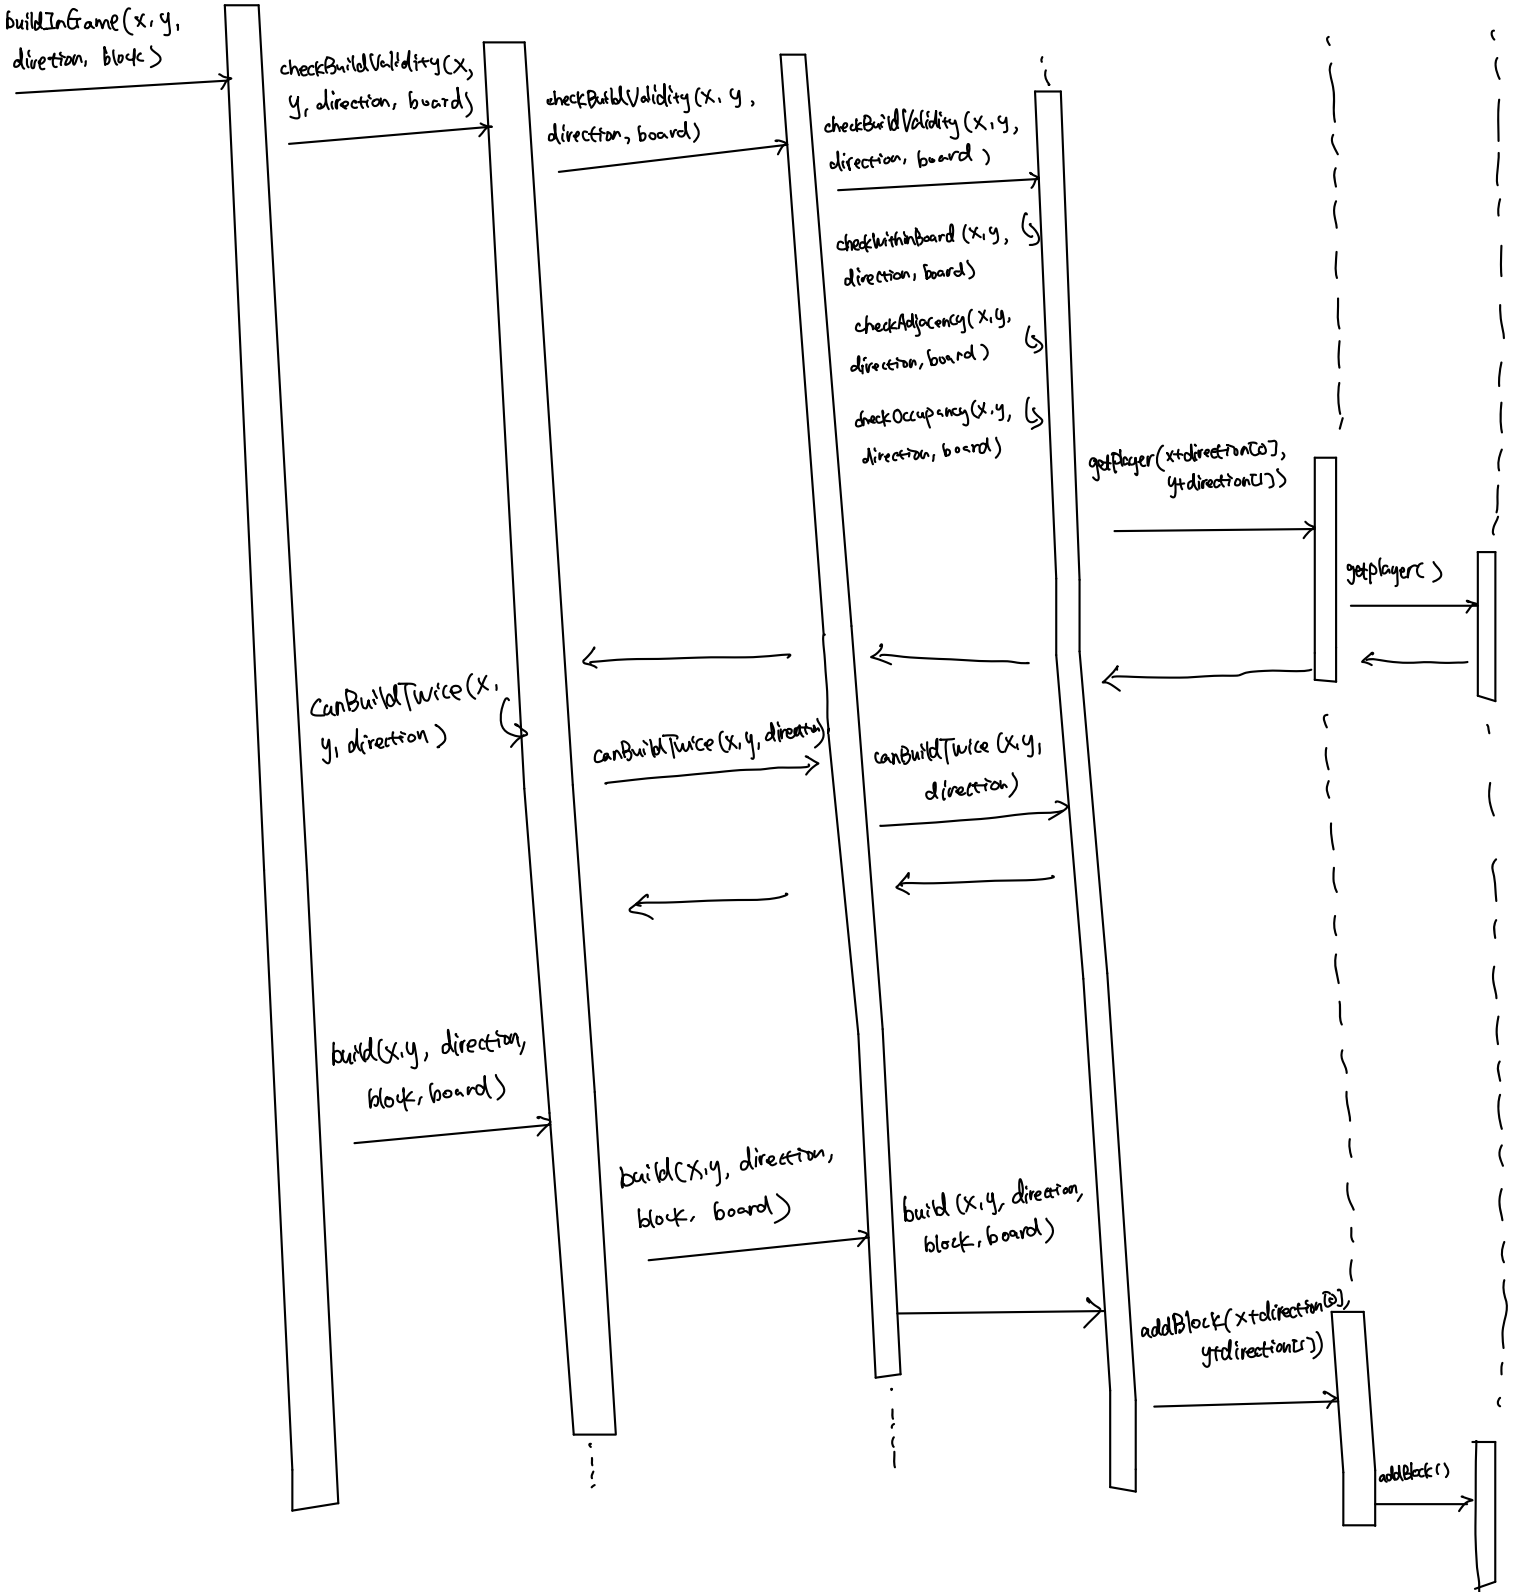 buildInGame(x, y,
diretion, block)
checkBuildValidity(x,
y, direction, board)
checkBuildValidity(x, y,
direction, board)
checkBuildValidity(x, y,
direction, board)
checkWithinBoard(x, y,
direction, board)
checkAdjacency(x, y,
direction, board)
checkOccupancy(x, y,
direction, board)
getPlayer(x+direction[0],
y+direction[1])
getplayer()
canBuildTwice(x,
y, direction)
canBuildTwice(x, y, direction)
canBuildTwice(x, y,
direction)
build(x, y, direction,
block, board)
build(x, y, direction,
block, board)
build(x, y, direction,
block, board)
addBlock(x+direction[0],
y+direction[1])
addBlock()